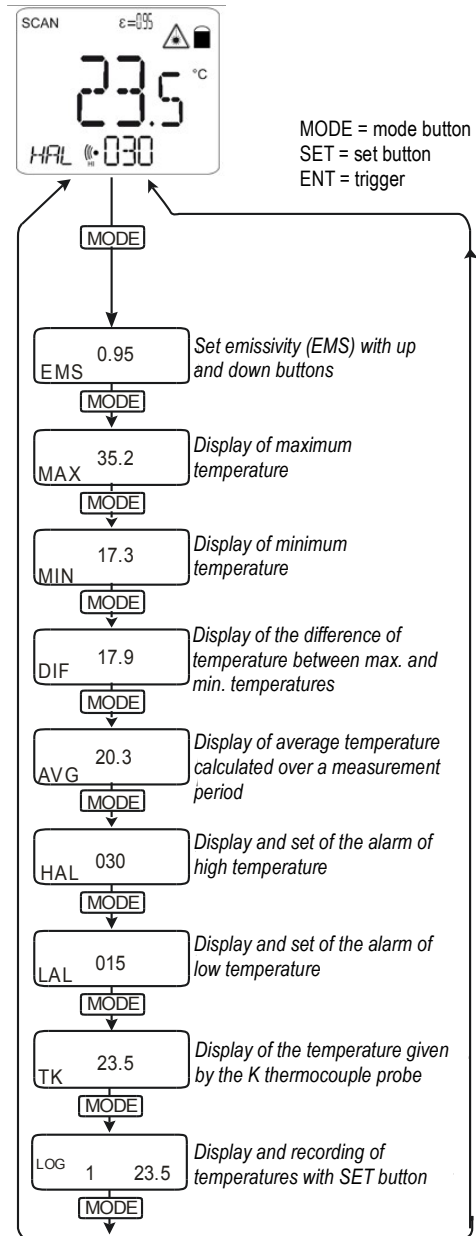 SCAN ε=0.95
23.5 °C
HAL HI 030
MODE = mode button
SET = set button
ENT = trigger
MODE
EMS 0.95
Set emissivity (EMS) with up
and down buttons
MODE
MAX 35.2
Display of maximum
temperature
MODE
MIN 17.3
Display of minimum
temperature
MODE
DIF 17.9
Display of the difference of
temperature between max. and
min. temperatures
MODE
AVG 20.3
Display of average temperature
calculated over a measurement
period
MODE
HAL 030
Display and set of the alarm of
high temperature
MODE
LAL 015
Display and set of the alarm of
low temperature
MODE
TK 23.5
Display of the temperature given
by the K thermocouple probe
MODE
LOG 1 23.5
Display and recording of
temperatures with SET button
MODE